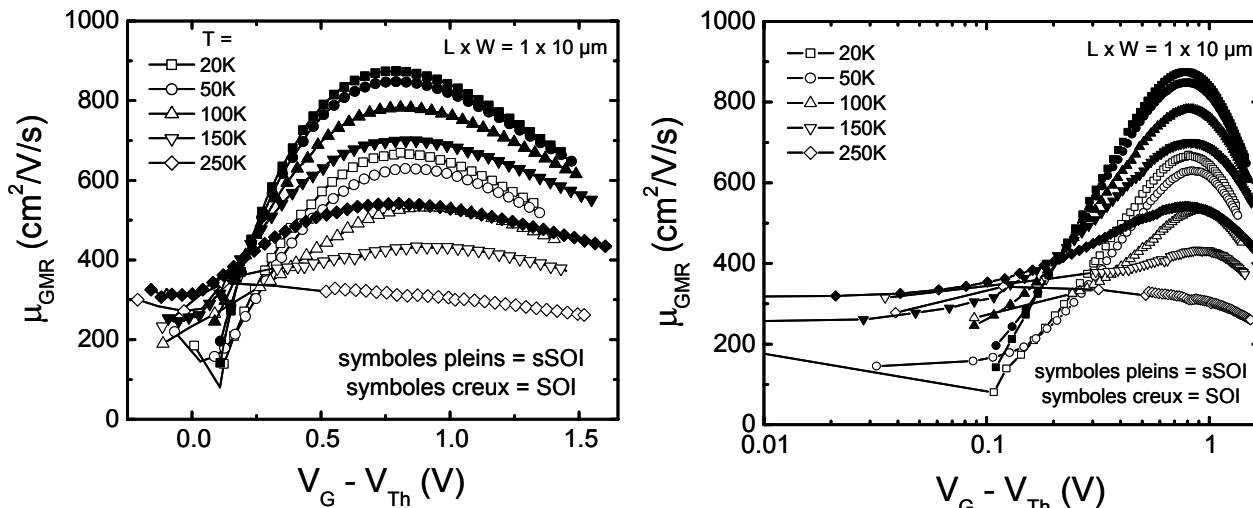 1000
800
600
400
200
0
μGMR (cm²/V/s)
T =
20K
50K
100K
150K
250K
L x W = 1 x 10 μm
symboles pleins = sSOI
symboles creux = SOI
0.0 0.5 1.0 1.5
VG - VTh (V)
1000
800
600
400
200
0
μGMR (cm²/V/s)
20K
50K
100K
150K
250K
L x W = 1 x 10 μm
symboles pleins = sSOI
symboles creux = SOI
0.01 0.1 1
VG - VTh (V)